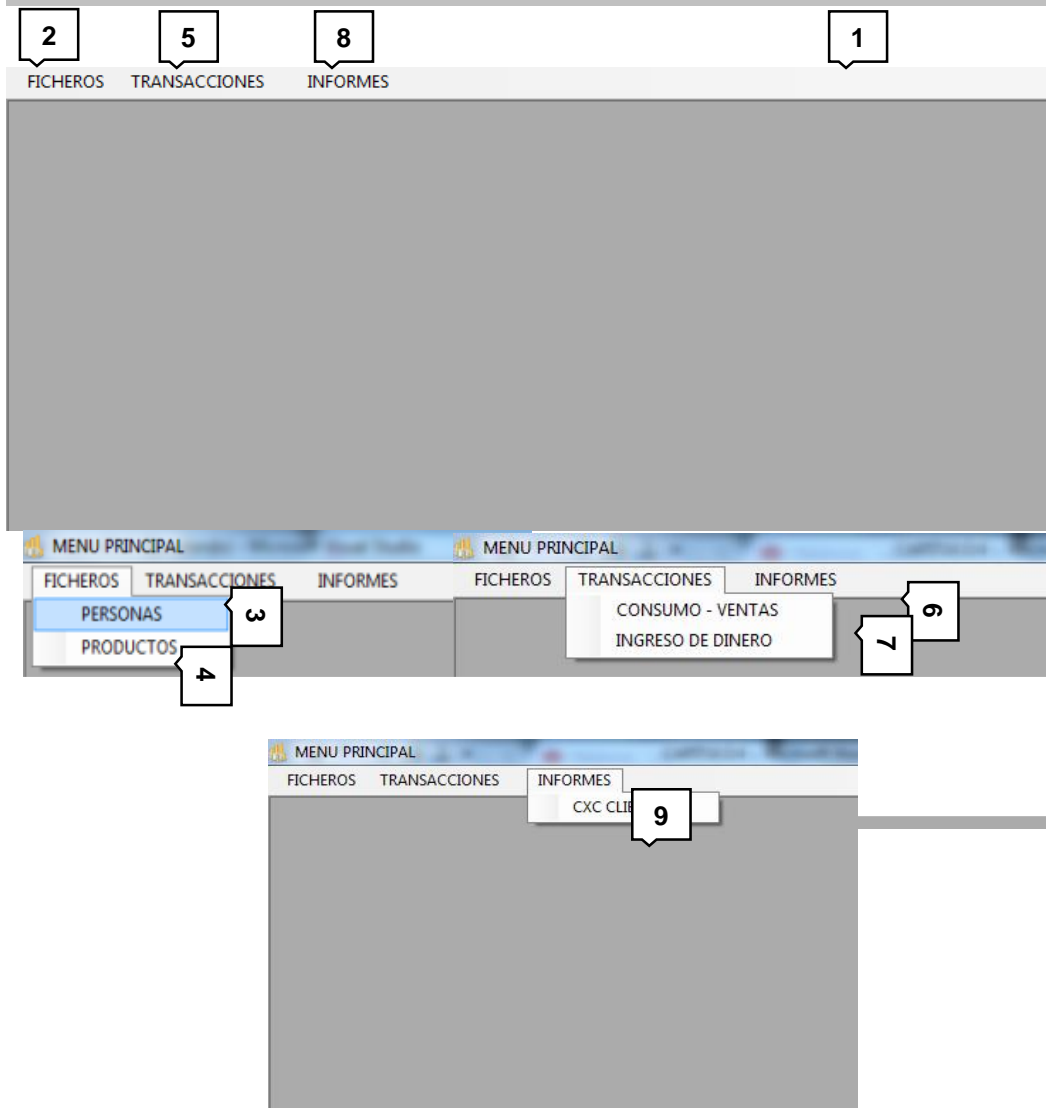 2 5 8 1
FICHEROS TRANSACCIONES INFORMES
MENU PRINCIPAL
FICHEROS TRANSACCIONES INFORMES
PERSONAS
3
PRODUCTOS
4
MENU PRINCIPAL
FICHEROS TRANSACCIONES INFORMES
6
CONSUMO - VENTAS
7
INGRESO DE DINERO
MENU PRINCIPAL
FICHEROS TRANSACCIONES INFORMES
CXC
9